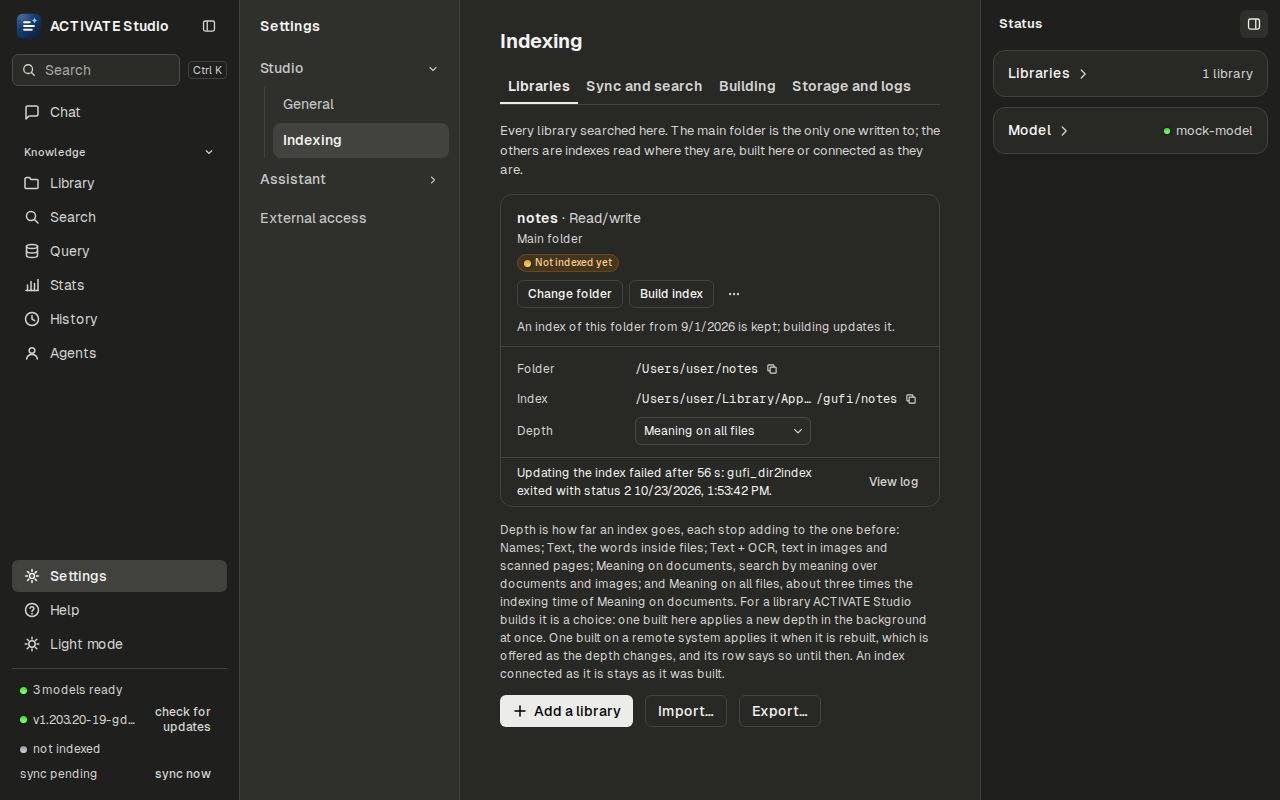 ACTIVATE Studio
Search
Ctrl K
Chat
Knowledge
Library
Search
Query
Stats
History
Agents
Settings
Help
Light mode
3 models ready
v1.203.20-19-gd…
check for updates
not indexed
sync pending
sync now
Settings
Studio
General
Indexing
Assistant
External access
Indexing
Libraries
Sync and search
Building
Storage and logs
Every library searched here. The main folder is the only one written to; the
others are indexes read where they are, built here or connected as they
are.
notes · Read/write
Main folder
Not indexed yet
Change folder
Build index
An index of this folder from 9/1/2026 is kept; building updates it.
Folder
/Users/user/notes
Index
/Users/user/Library/App… /gufi/notes
Depth
Meaning on all files
Updating the index failed after 56 s: gufi_dir2index
exited with status 2 10/23/2026, 1:53:42 PM.
View log
Depth is how far an index goes, each stop adding to the one before:
Names; Text, the words inside files; Text + OCR, text in images and
scanned pages; Meaning on documents, search by meaning over
documents and images; and Meaning on all files, about three times the
indexing time of Meaning on documents. For a library ACTIVATE Studio
builds it is a choice: one built here applies a new depth in the background
at once. One built on a remote system applies it when it is rebuilt, which is
offered as the depth changes, and its row says so until then. An index
connected as it is stays as it was built.
Add a library
Import…
Export…
Status
Libraries
1 library
Model
mock-model